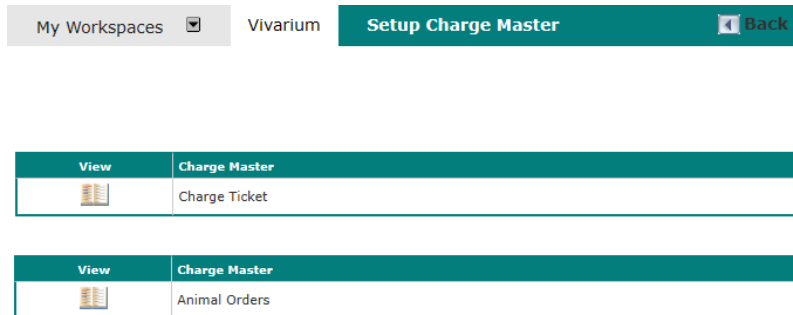 My Workspaces Vivarium Setup Charge Master Back
View Charge Master
Charge Ticket
View Charge Master
Animal Orders